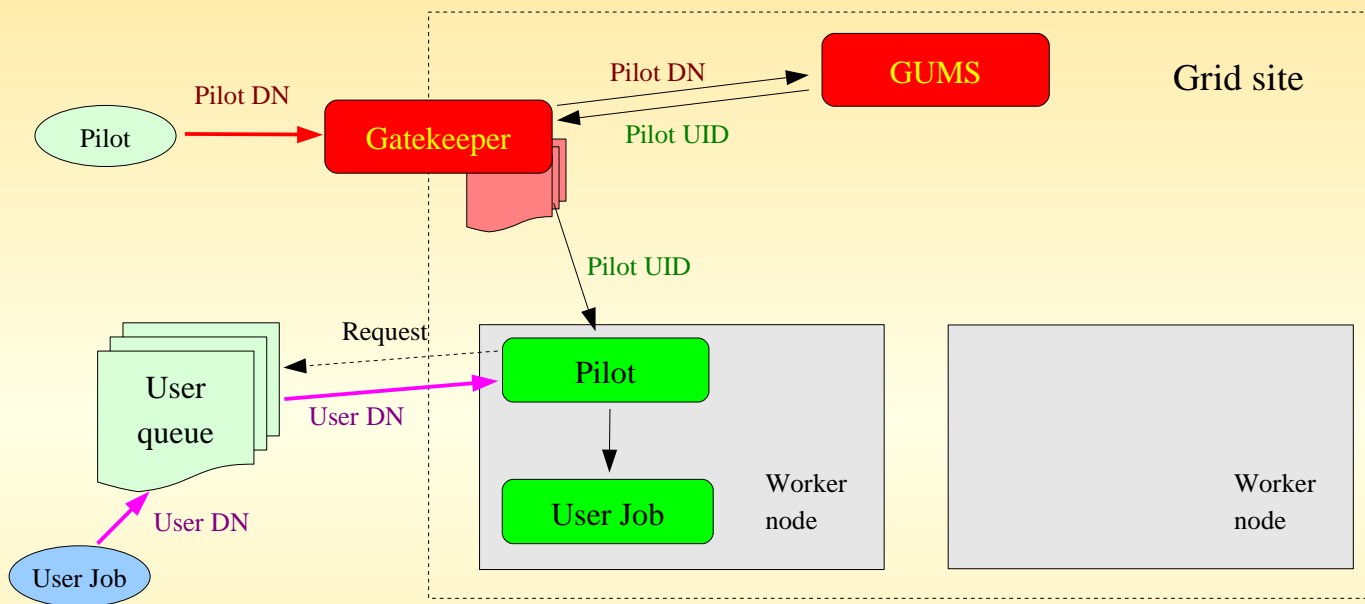 Pilot DN
GUMS
Grid site
Pilot DN
Pilot
Gatekeeper
Pilot UID
Pilot UID
Request
User
queue
User DN
Pilot
User Job
Worker
node
Worker
node
User DN
User Job